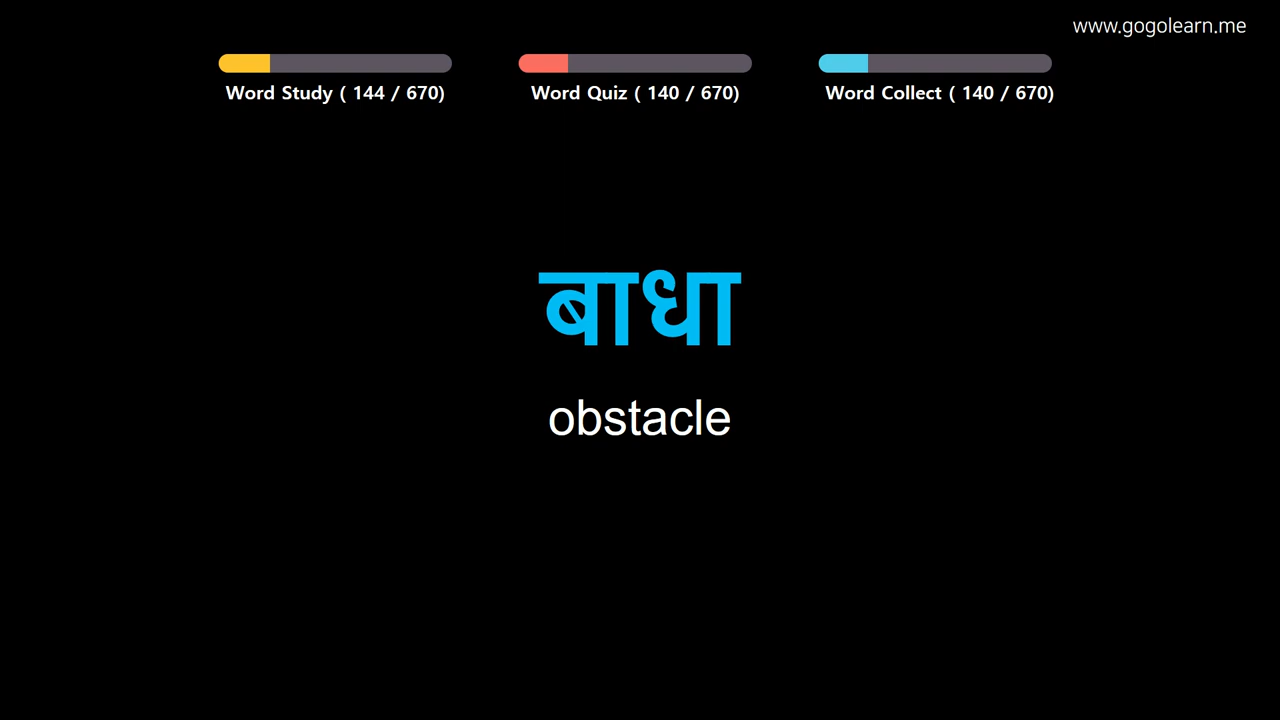 www.gogolearn.me
Word Study ( 144 / 670)
Word Quiz ( 140 / 670)
Word Collect ( 140 / 670)
बाधा
obstacle